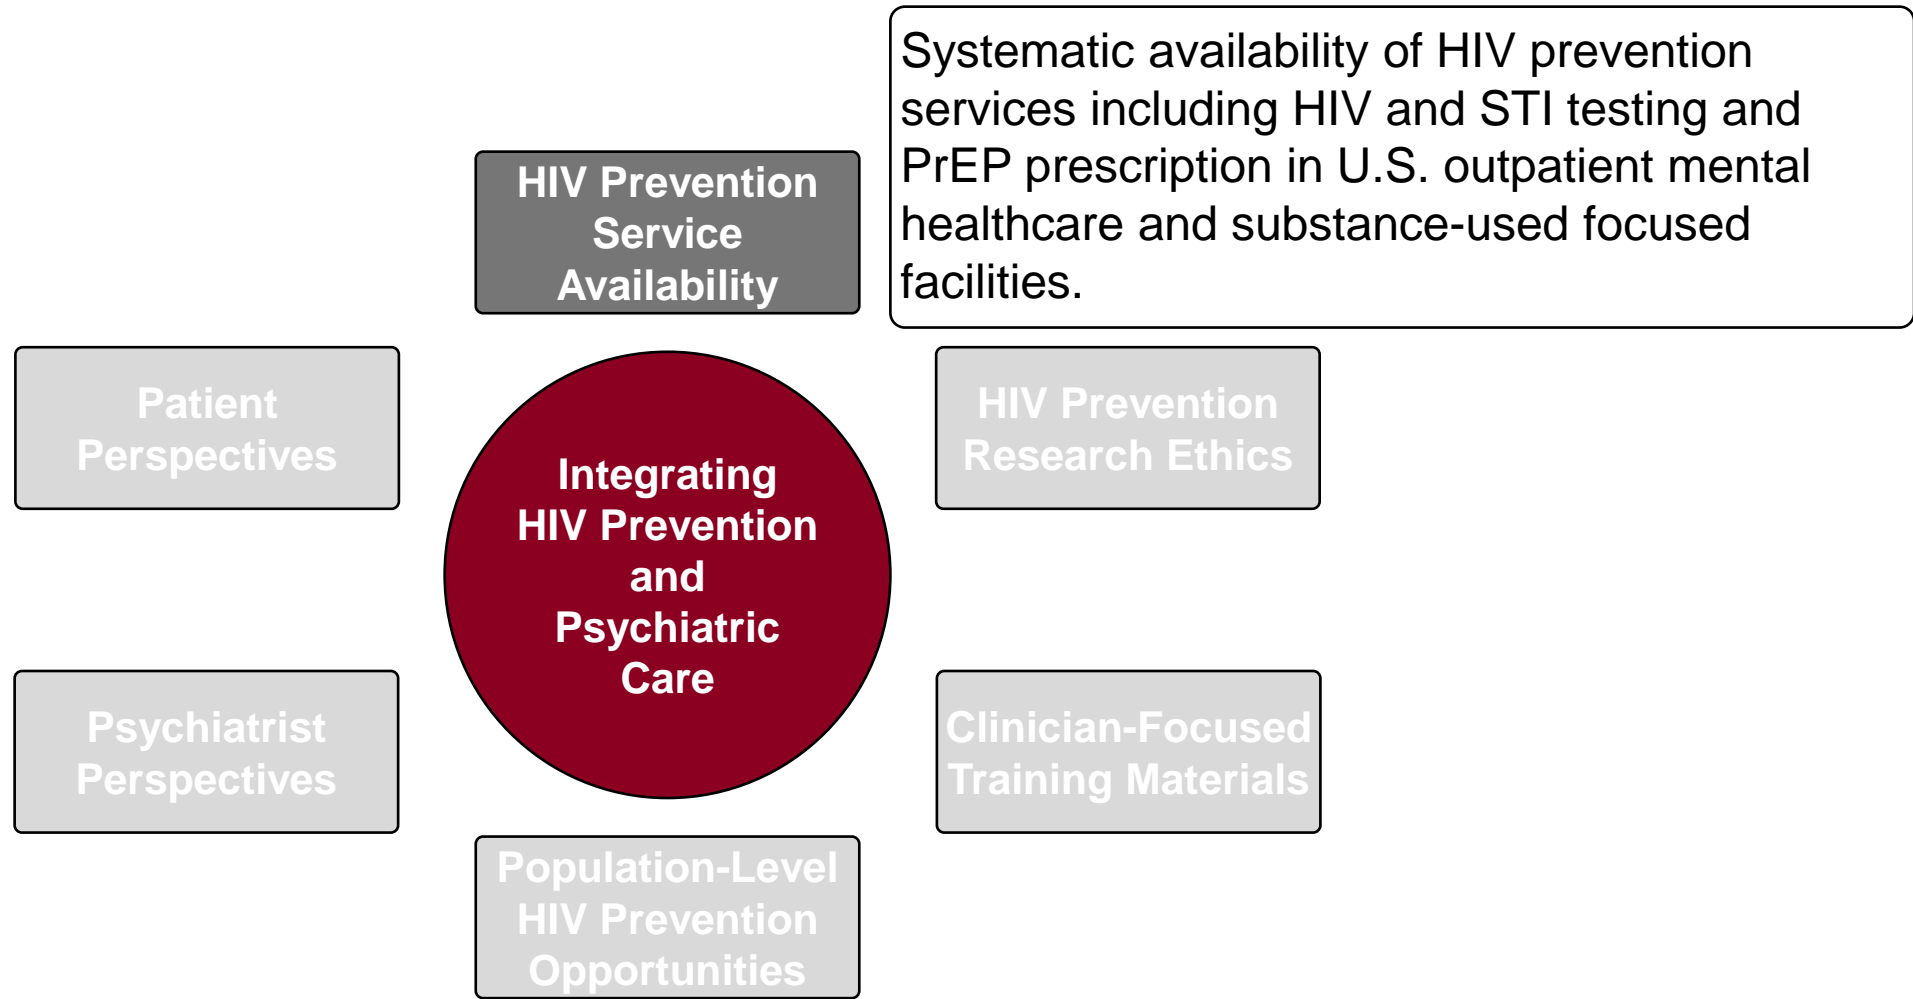 Systematic availability of HIV prevention
services including HIV and STI testing and
PrEP prescription in U.S. outpatient mental
healthcare and substance-used focused
facilities.
HIV Prevention
Service
Availability
Patient
Perspectives
HIV Prevention
Research Ethics
Integrating
HIV Prevention
and
Psychiatric
Care
Psychiatrist
Perspectives
Clinician-Focused
Training Materials
Population-Level
HIV Prevention
Opportunities